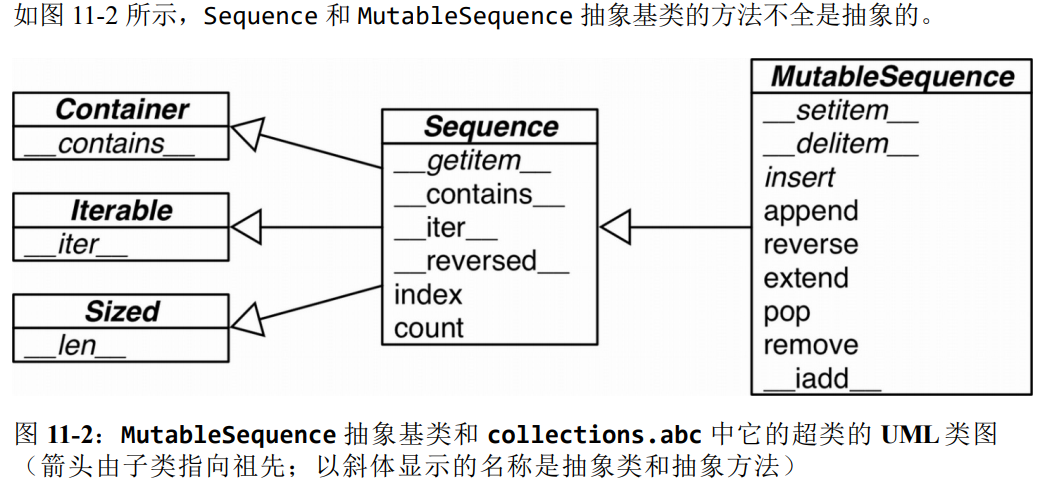 如图 11-2 所示，Sequence 和 MutableSequence 抽象基类的方法不全是抽象的。
Container
__contains__
Iterable
__iter__
Sized
__len__
Sequence
__getitem__
__contains__
__iter__
__reversed__
index
count
MutableSequence
__setitem__
__delitem__
insert
append
reverse
extend
pop
remove
__iadd__
图 11-2：MutableSequence 抽象基类和 collections.abc 中它的超类的 UML 类图
（箭头由子类指向祖先；以斜体显示的名称是抽象类和抽象方法）